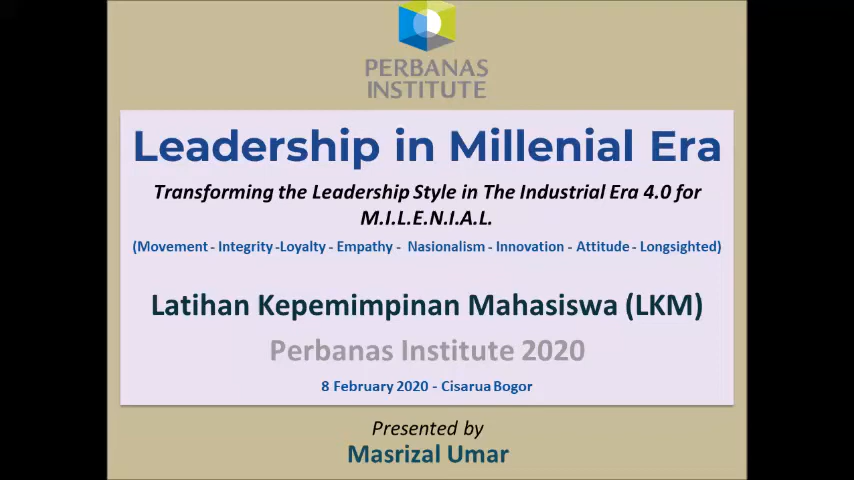 PERBANAS
INSTITUTE
Leadership in Millenial Era
Transforming the Leadership Style in The Industrial Era 4.0 for
M.I.L.E.N.I.A.L.
(Movement - Integrity -Loyalty - Empathy - Nasionalism - Innovation - Attitude - Longsighted)
Latihan Kepemimpinan Mahasiswa (LKM)
Perbanas Institute 2020
8 February 2020 - Cisarua Bogor
Presented by
Masrizal Umar